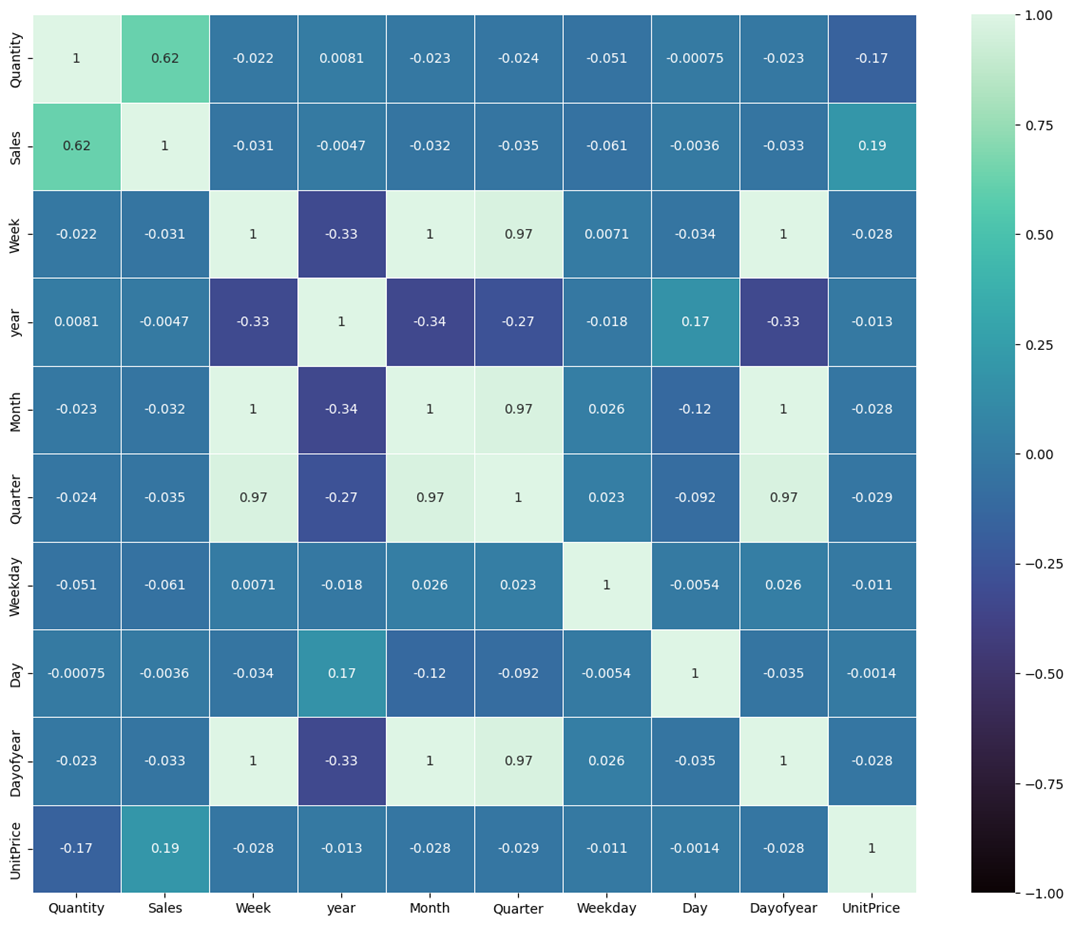 Quantity 1 0.62 -0.022 0.0081 -0.023 -0.024 -0.051 -0.00075 -0.023 -0.17
Sales 0.62 1 -0.031 -0.0047 -0.032 -0.035 -0.061 -0.0036 -0.033 0.19
Week -0.022 -0.031 1 -0.33 1 0.97 0.0071 -0.034 1 -0.028
year 0.0081 -0.0047 -0.33 1 -0.34 -0.27 -0.018 0.17 -0.33 -0.013
Month -0.023 -0.032 1 -0.34 1 0.97 0.026 -0.12 1 -0.028
Quarter -0.024 -0.035 0.97 -0.27 0.97 1 0.023 -0.092 0.97 -0.029
Weekday -0.051 -0.061 0.0071 -0.018 0.026 0.023 1 -0.0054 0.026 -0.011
Day -0.00075 -0.0036 -0.034 0.17 -0.12 -0.092 -0.0054 1 -0.035 -0.0014
Dayofyear -0.023 -0.033 1 -0.33 1 0.97 0.026 -0.035 1 -0.028
UnitPrice -0.17 0.19 -0.028 -0.013 -0.028 -0.029 -0.011 -0.0014 -0.028 1
Quantity Sales Week year Month Quarter Weekday Day Dayofyear UnitPrice
1.00
0.75
0.50
0.25
0.00
−0.25
−0.50
−0.75
−1.00